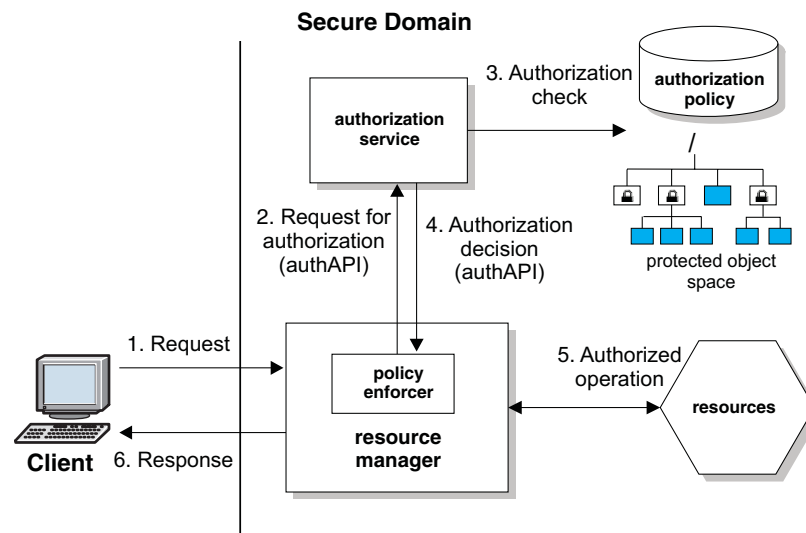 Secure Domain
authorization
service
3. Authorization
check
authorization
policy
/
2. Request for
authorization
(authAPI)
4. Authorization
decision
(authAPI)
protected object
space
1. Request
policy
enforcer
resource
manager
5. Authorized
operation
resources
Client
6. Response